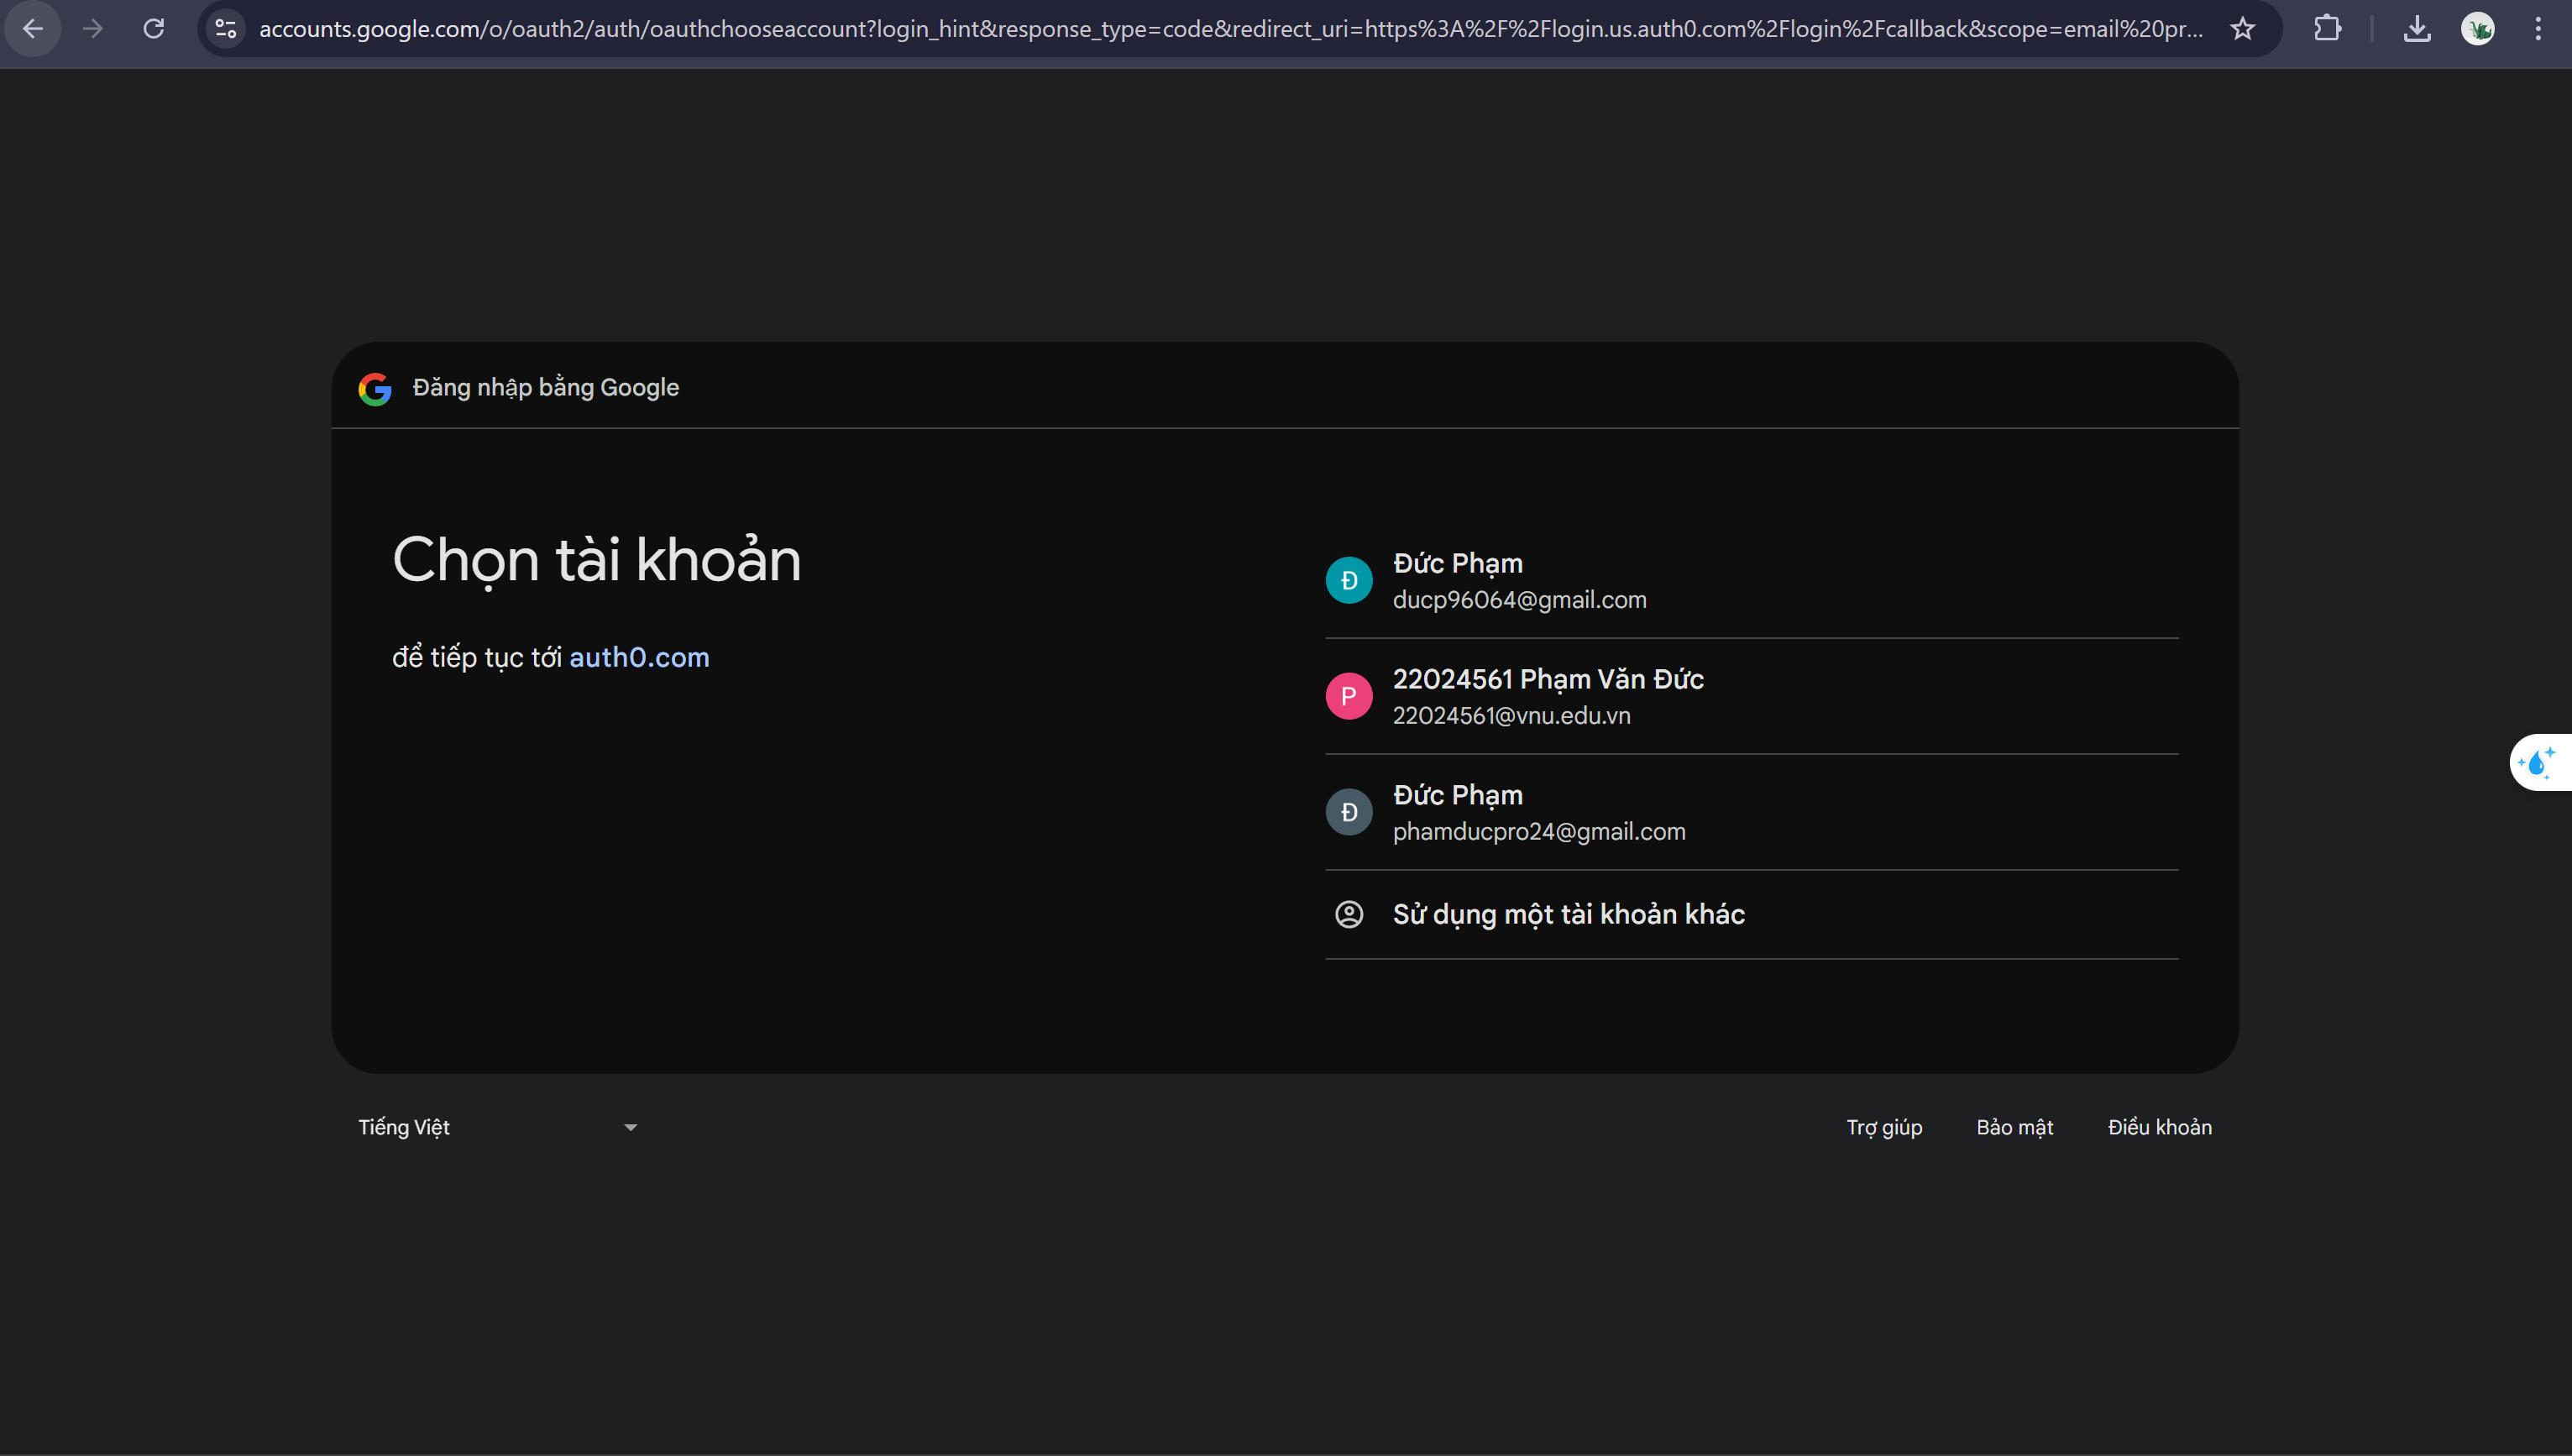 accounts.google.com/o/oauth2/auth/oauthchooseaccount?login_hint&response_type=code&redirect_uri=https%3A%2F%2Flogin.us.auth0.com%2Flogin%2Fcallback&scope=email%20pr...
Đăng nhập bằng Google
Chọn tài khoản
để tiếp tục tới auth0.com
Đ
Đức Phạm
ducp96064@gmail.com
P
22024561 Phạm Văn Đức
22024561@vnu.edu.vn
Đ
Đức Phạm
phamducpro24@gmail.com
Sử dụng một tài khoản khác
Tiếng Việt
Trợ giúp
Bảo mật
Điều khoản